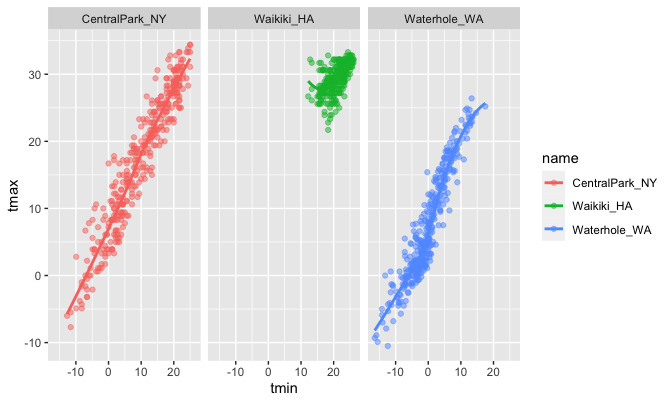 CentralPark_NY Waikiki_HA Waterhole_WA
30
20
10
0
-10
tmax
-10 0 10 20 -10 0 10 20 -10 0 10 20
tmin
name
CentralPark_NY
Waikiki_HA
Waterhole_WA